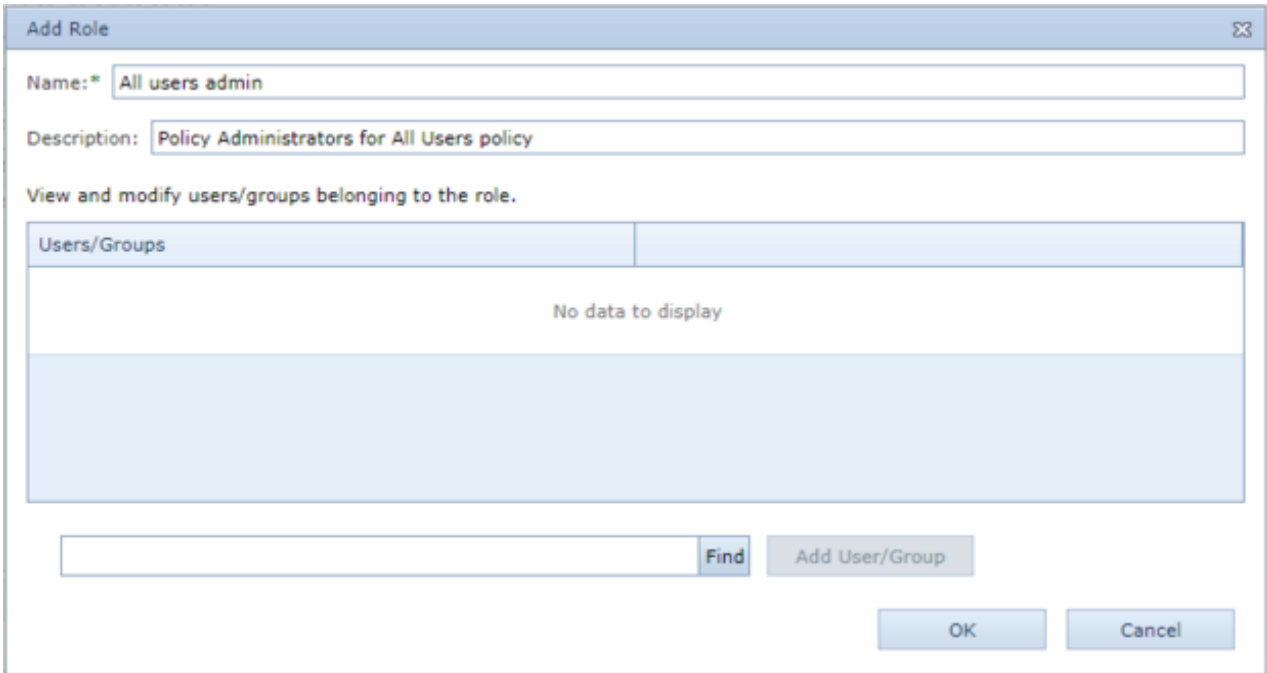 Add Role
Name:* All users admin
Description: Policy Administrators for All Users policy
View and modify users/groups belonging to the role.
Users/Groups
No data to display
Find Add User/Group
OK Cancel